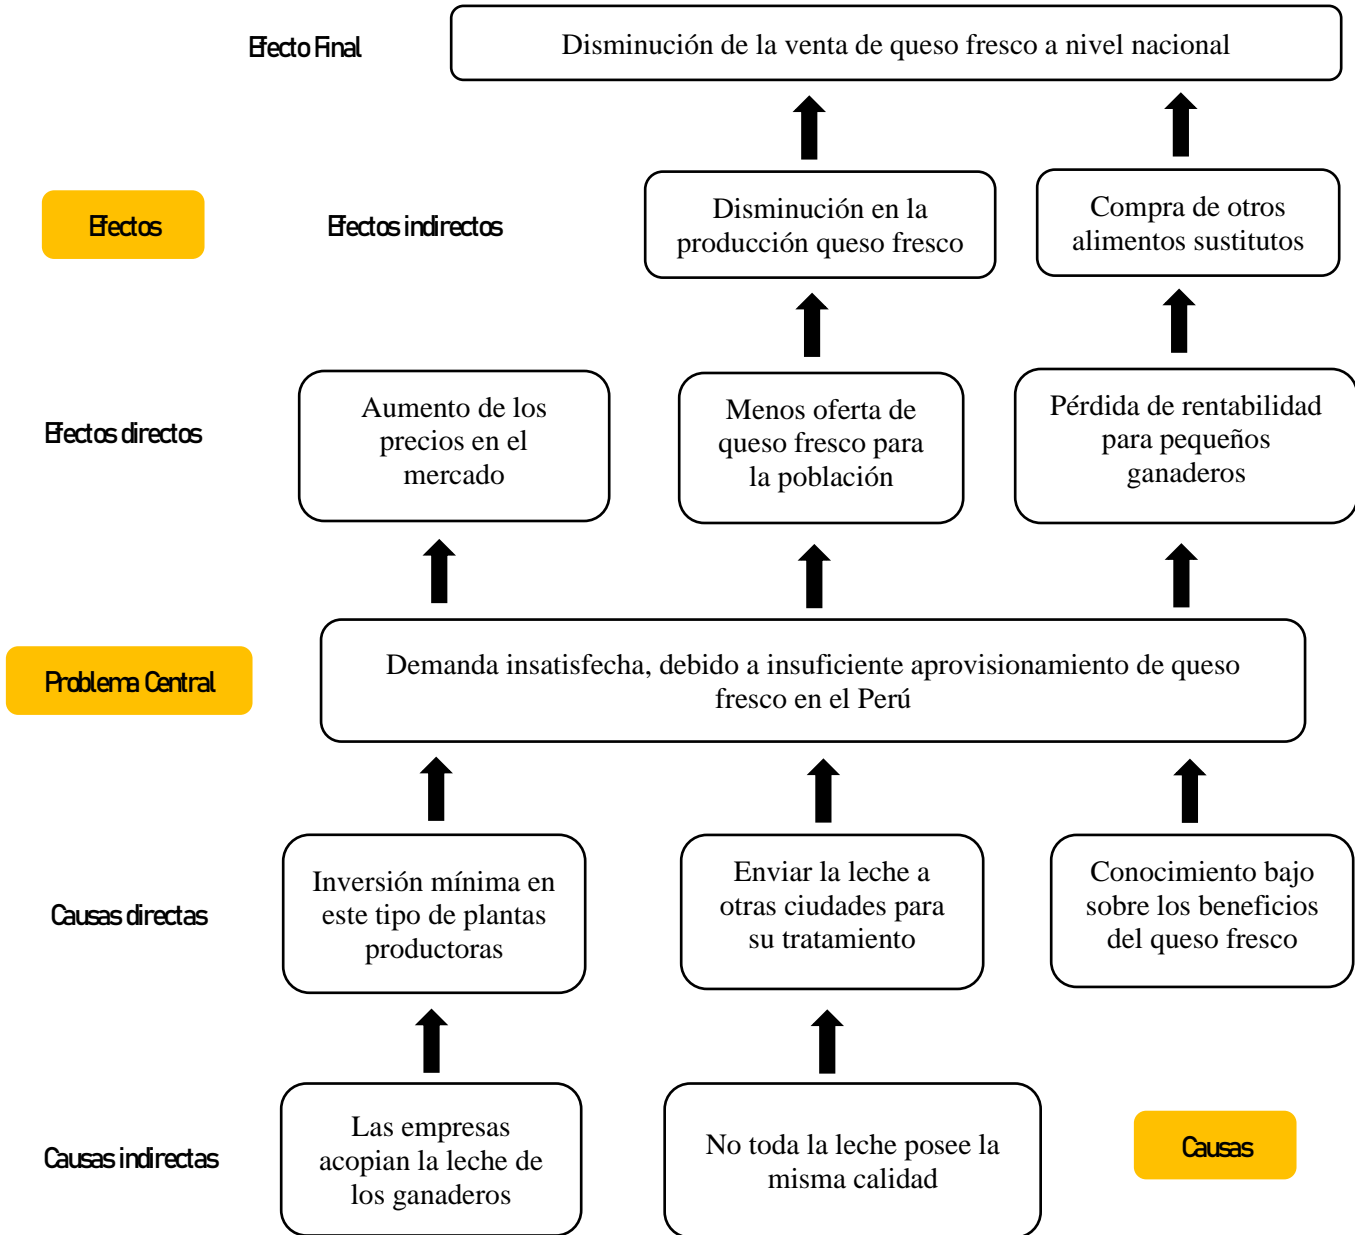 Efecto Final
Disminución de la venta de queso fresco a nivel nacional
Efectos
Efectos indirectos
Disminución en la
producción queso fresco
Compra de otros
alimentos sustitutos
Efectos directos
Aumento de los
precios en el
mercado
Menos oferta de
queso fresco para
la población
Pérdida de rentabilidad
para pequeños
ganaderos
Problema Central
Demanda insatisfecha, debido a insuficiente aprovisionamiento de queso
fresco en el Perú
Causas directas
Inversión mínima en
este tipo de plantas
productoras
Enviar la leche a
otras ciudades para
su tratamiento
Conocimiento bajo
sobre los beneficios
del queso fresco
Causas indirectas
Las empresas
acopian la leche de
los ganaderos
No toda la leche posee la
misma calidad
Causas